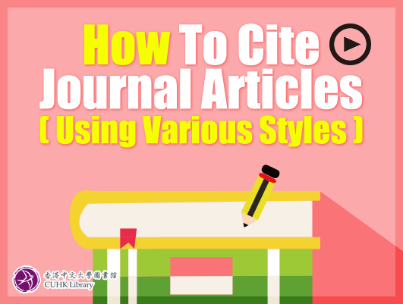 How To Cite
Journal Articles
( Using Various Styles )
香港中文大學圖書館
CUHK Library